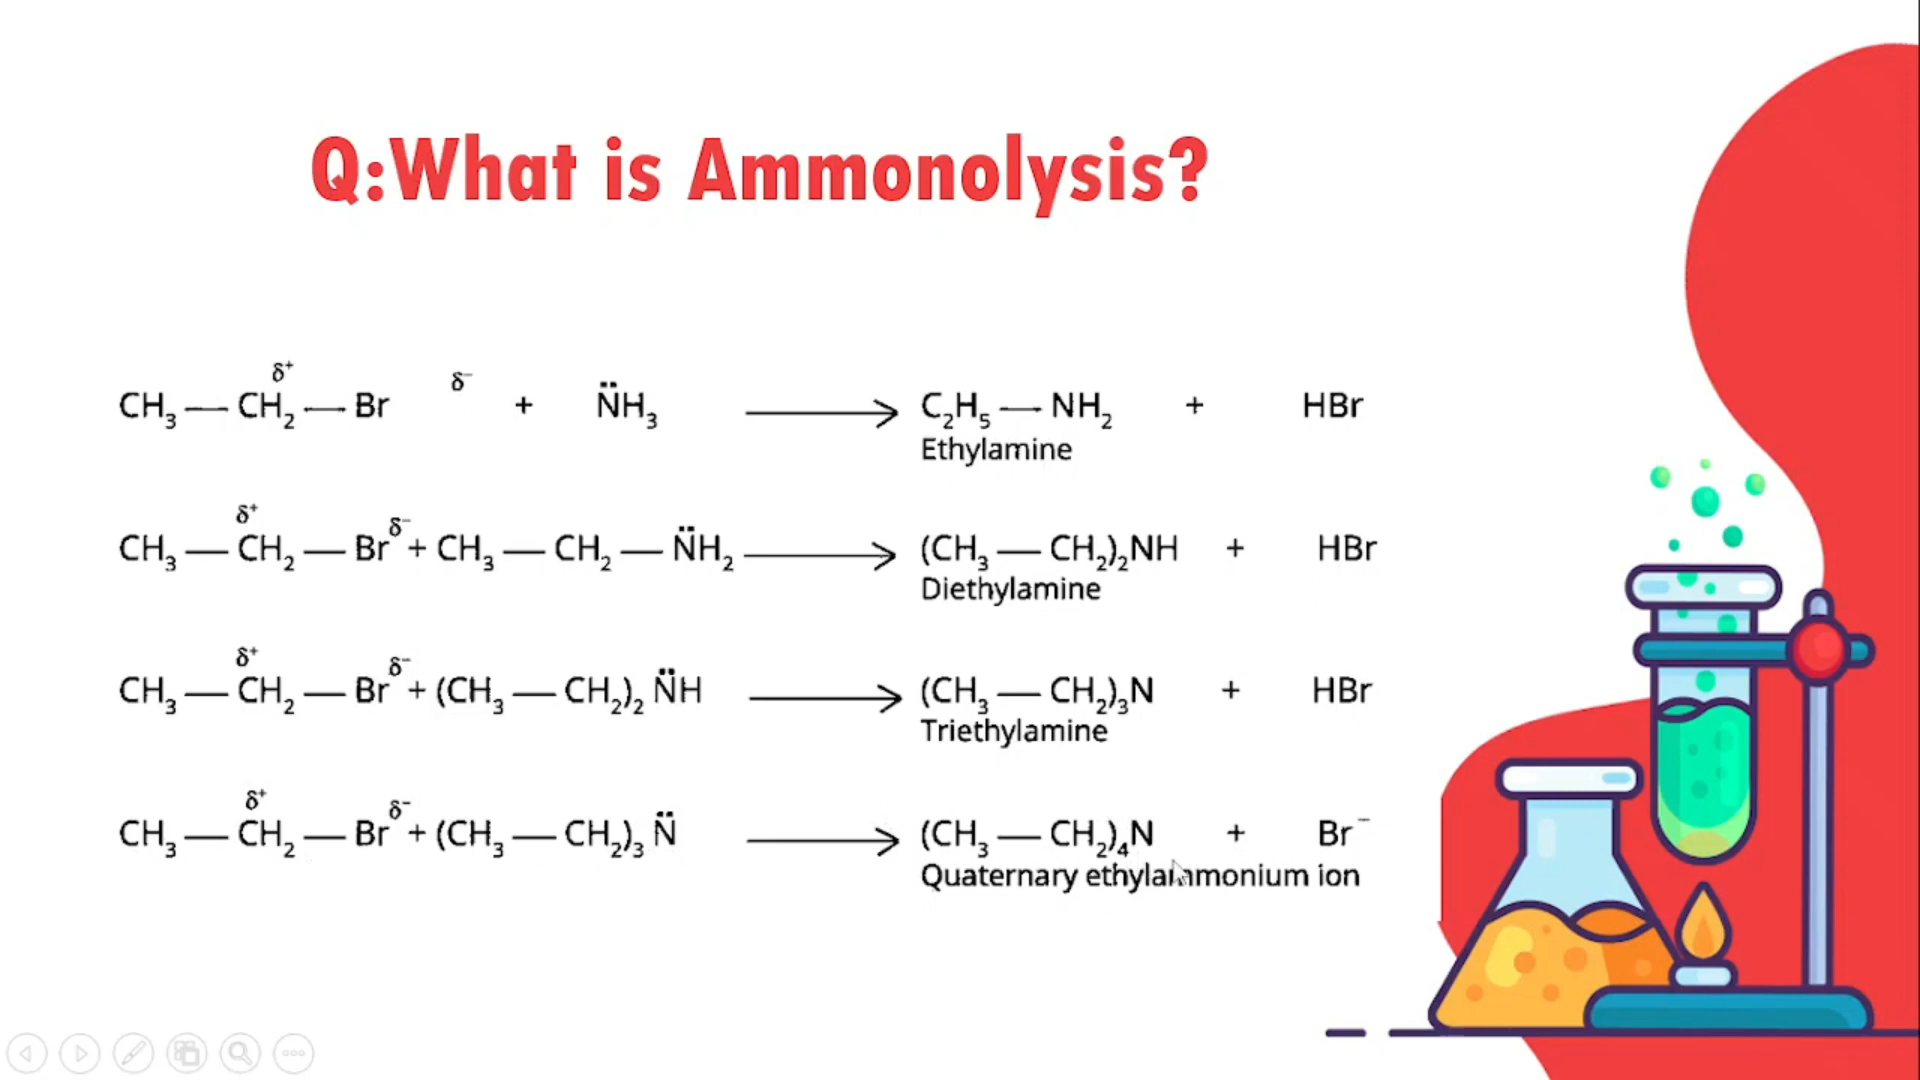 Q:What is Ammonolysis?
CH₃ — CH₂^δ⁺ — Br^δ⁻ + N̈H₃ → C₂H₅ — NH₂ + HBr
Ethylamine
CH₃ — CH₂^δ⁺ — Br^δ⁻ + CH₃ — CH₂ — N̈H₂ → (CH₃ — CH₂)₂NH + HBr
Diethylamine
CH₃ — CH₂^δ⁺ — Br^δ⁻ + (CH₃ — CH₂)₂ N̈H → (CH₃ — CH₂)₃N + HBr
Triethylamine
CH₃ — CH₂^δ⁺ — Br^δ⁻ + (CH₃ — CH₂)₃ N̈ → (CH₃ — CH₂)₄N + Br⁻
Quaternary ethylammonium ion